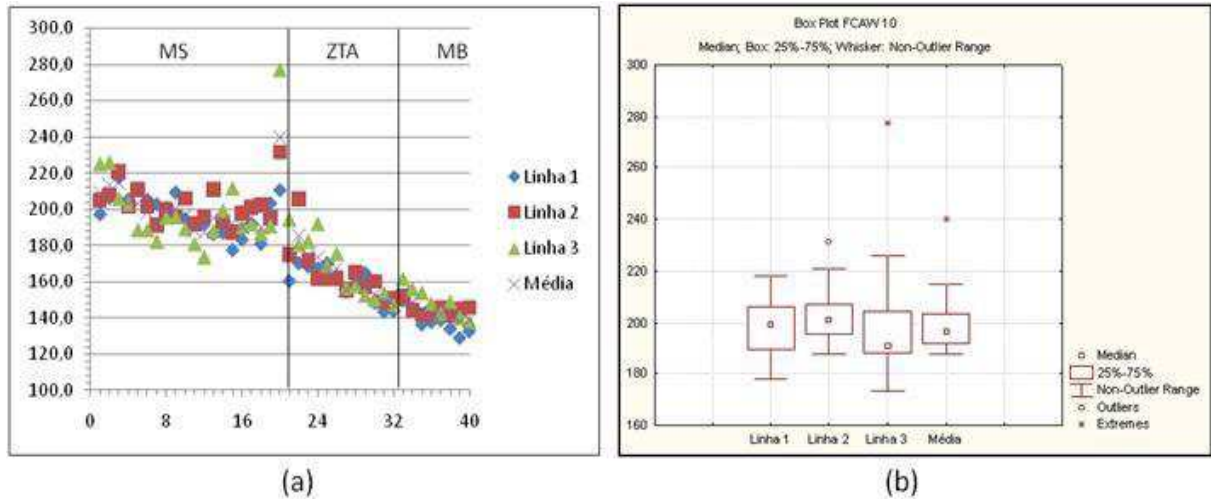 300,0
280,0
260,0
240,0
220,0
200,0
180,0
160,0
140,0
120,0
100,0
MS
ZTA
MB
0
8
16
24
32
40
Linha 1
Linha 2
Linha 3
Média
(a)
Box Plot FCAW 10
Median; Box: 25%-75%; Whisker: Non-Outlier Range
300
280
260
240
220
200
180
160
Linha 1
Linha 2
Linha 3
Média
Median
25%-75%
Non-Outlier Range
Outliers
Extremes
(b)